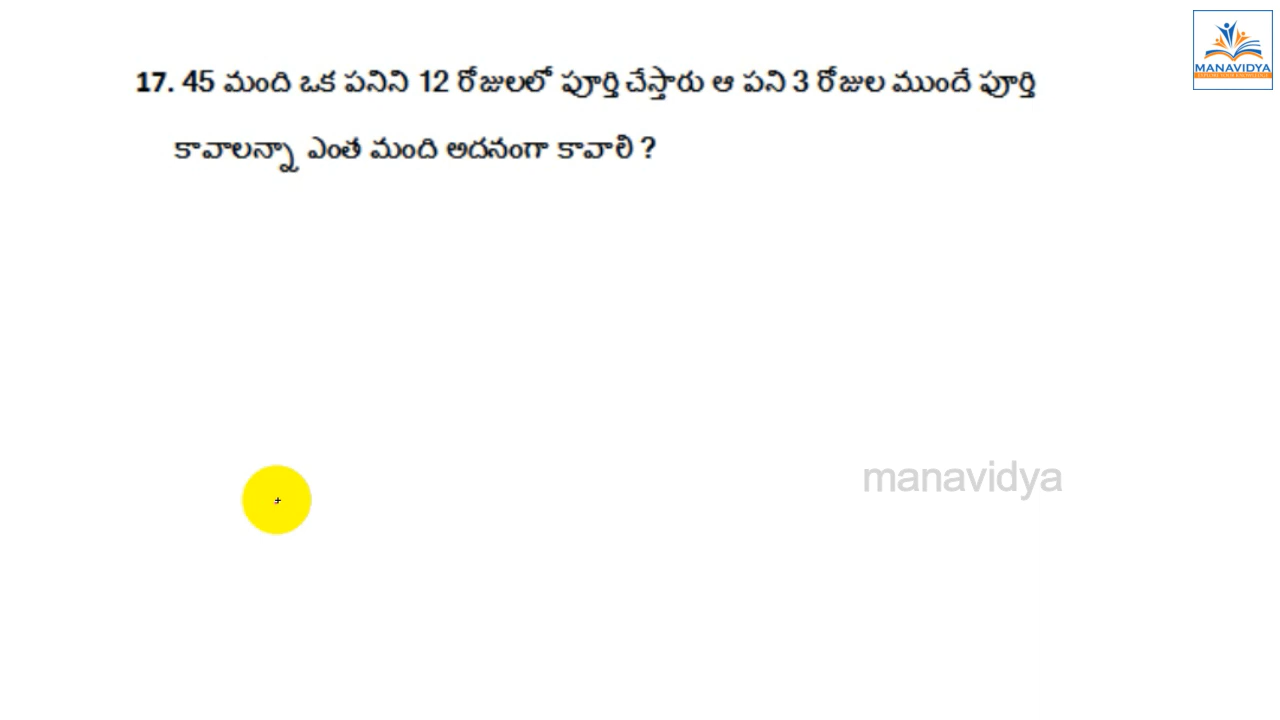 MANAVIDYA
17. 45 మంది ఒక పనిని 12 రోజులలో పూర్తి చేస్తారు ఆ పని 3 రోజుల ముందే పూర్తి
కావాలన్నా ఎంత మంది అదనంగా కావాలి ?
manavidya